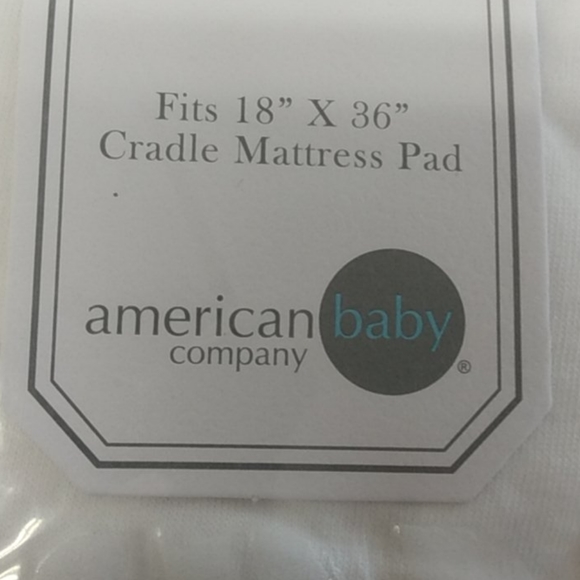 Fits 18” X 36”
Cradle Mattress Pad
american baby
company
®